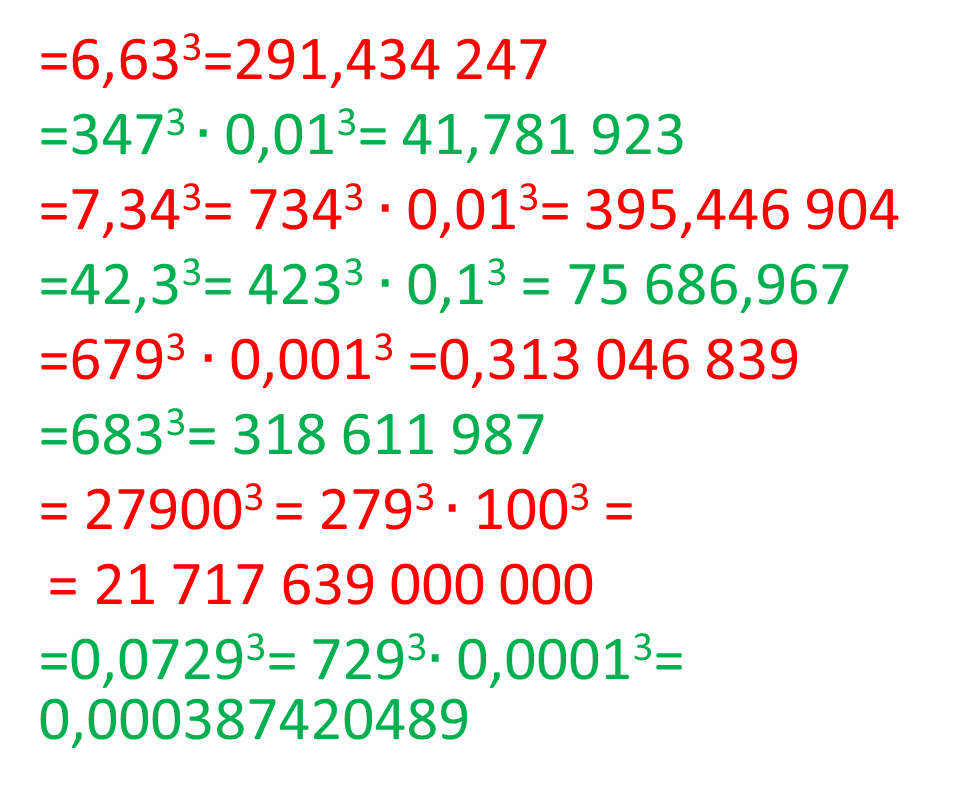 =6,63³=291,434 247
=347³ · 0,01³= 41,781 923
=7,34³= 734³ · 0,01³= 395,446 904
=42,3³= 423³ · 0,1³ = 75 686,967
=679³ · 0,001³ =0,313 046 839
=683³= 318 611 987
= 27900³ = 279³ · 100³ =
= 21 717 639 000 000
=0,0729³= 729³· 0,0001³=
0,000387420489